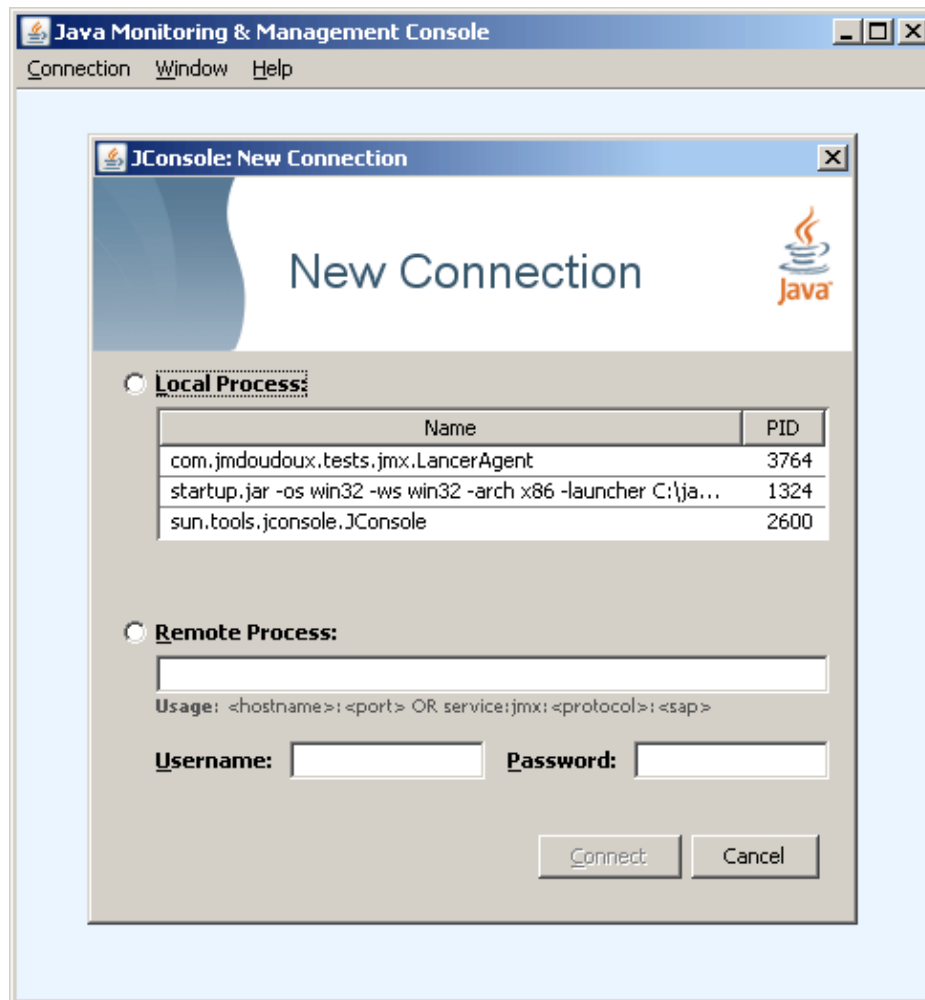 Java Monitoring & Management Console
Connection Window Help
JConsole: New Connection
New Connection
Java
Local Process:
Name PID
com.jmdoudoux.tests.jmx.LancerAgent 3764
startup.jar -os win32 -ws win32 -arch x86 -launcher C:\ja... 1324
sun.tools.jconsole.JConsole 2600
Remote Process:
Usage: <hostname>:<port> OR service:jmx:<protocol>:<sap>
Username: Password:
Connect Cancel